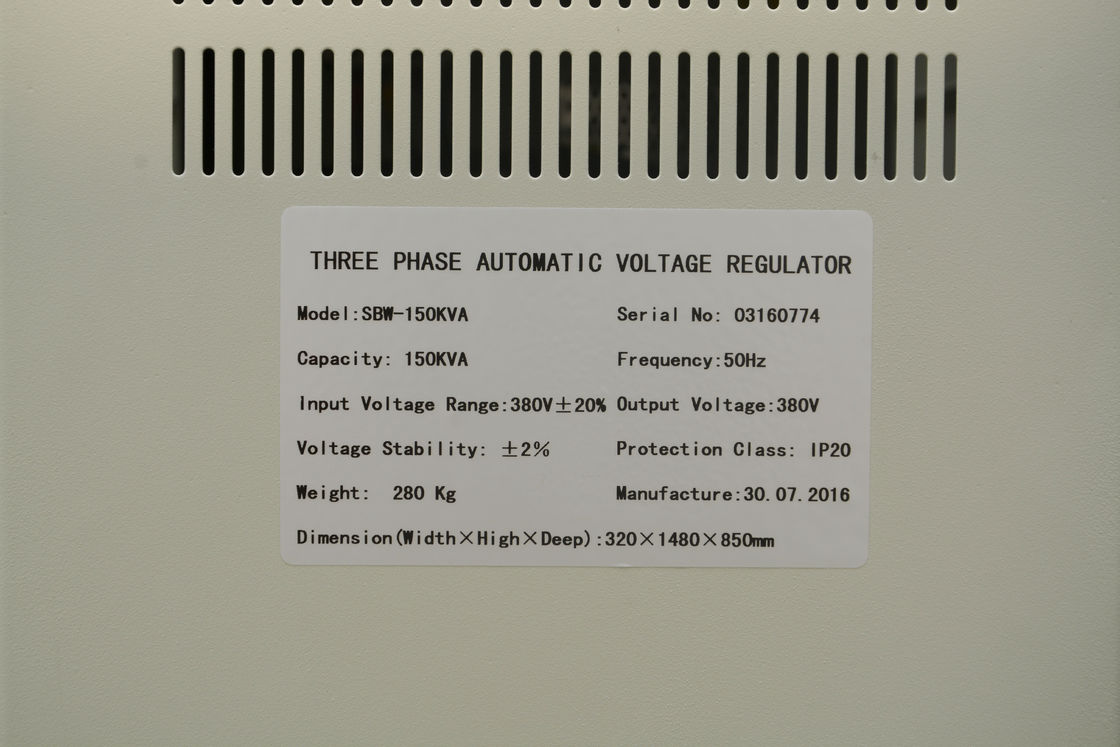 THREE PHASE AUTOMATIC VOLTAGE REGULATOR
Model:SBW-150KVA Serial No: 03160774
Capacity: 150KVA Frequency:50Hz
Input Voltage Range:380V±20% Output Voltage:380V
Voltage Stability: ±2% Protection Class: IP20
Weight: 280 Kg Manufacture:30.07.2016
Dimension(Width×High×Deep):320×1480×850mm